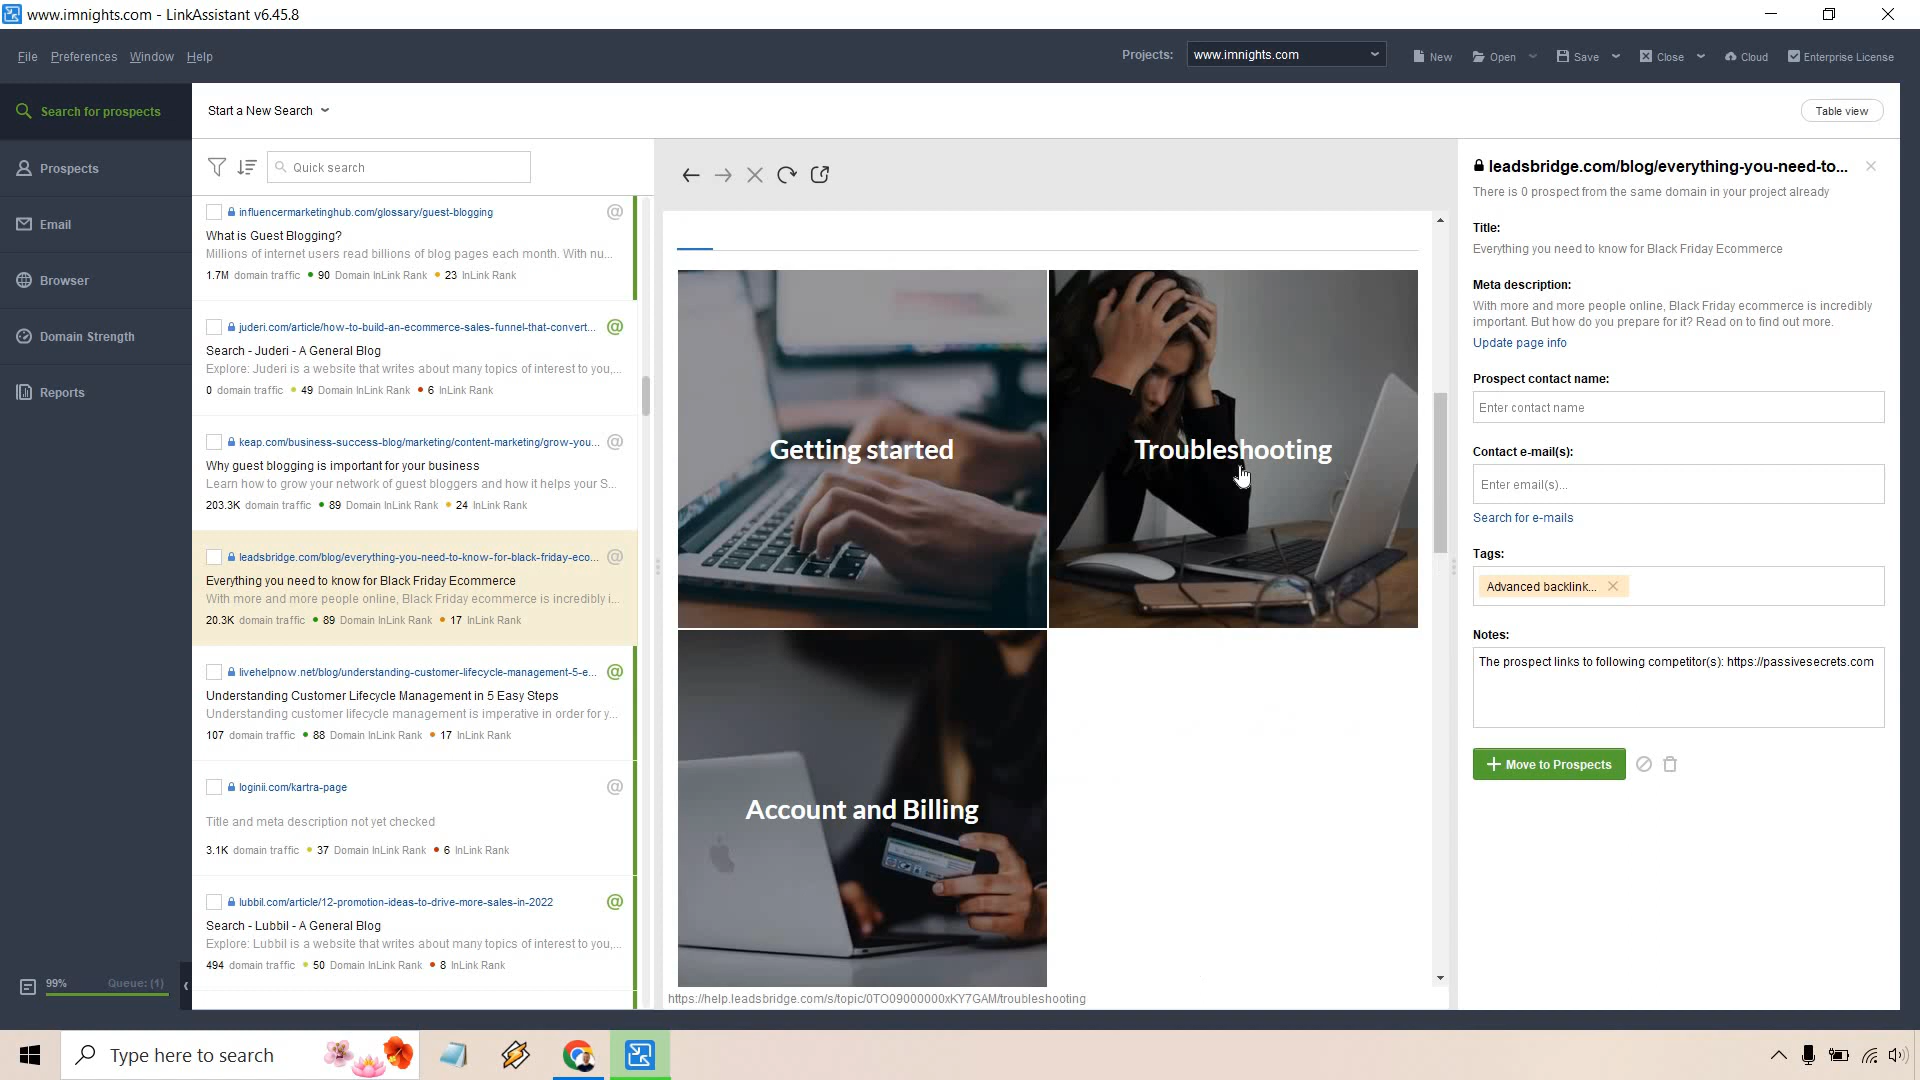 www.imnights.com - LinkAssistant v6.45.8
File Preferences Window Help
Projects: www.imnights.com
New Open Save Close Cloud Enterprise License
Search for prospects
Prospects
Email
Browser
Domain Strength
Reports
99% Queue: (1)
Start a New Search
Table view
Quick search
influencermarketinghub.com/glossary/guest-blogging
What is Guest Blogging?
Millions of internet users read billions of blog pages each month. With nu...
1.7M domain traffic 90 Domain InLink Rank 23 InLink Rank
juderi.com/article/how-to-build-an-ecommerce-sales-funnel-that-convert...
Search - Juderi - A General Blog
Explore: Juderi is a website that writes about many topics of interest to you,...
0 domain traffic 49 Domain InLink Rank 6 InLink Rank
keap.com/business-success-blog/marketing/content-marketing/grow-you...
Why guest blogging is important for your business
Learn how to grow your network of guest bloggers and how it helps your S...
203.3K domain traffic 89 Domain InLink Rank 24 InLink Rank
leadsbridge.com/blog/everything-you-need-to-know-for-black-friday-eco...
Everything you need to know for Black Friday Ecommerce
With more and more people online, Black Friday ecommerce is incredibly i...
20.3K domain traffic 89 Domain InLink Rank 17 InLink Rank
livehelpnow.net/blog/understanding-customer-lifecycle-management-5-e...
Understanding Customer Lifecycle Management in 5 Easy Steps
Understanding customer lifecycle management is imperative in order for y...
107 domain traffic 88 Domain InLink Rank 17 InLink Rank
loginii.com/kartra-page
Title and meta description not yet checked
3.1K domain traffic 37 Domain InLink Rank 6 InLink Rank
lubbil.com/article/12-promotion-ideas-to-drive-more-sales-in-2022
Search - Lubbil - A General Blog
Explore: Lubbil is a website that writes about many topics of interest to you,...
494 domain traffic 50 Domain InLink Rank 8 InLink Rank
Getting started
Troubleshooting
Account and Billing
https://help.leadsbridge.com/s/topic/0TO09000000xKY7GAM/troubleshooting
leadsbridge.com/blog/everything-you-need-to...
There is 0 prospect from the same domain in your project already
Title:
Everything you need to know for Black Friday Ecommerce
Meta description:
With more and more people online, Black Friday ecommerce is incredibly
important. But how do you prepare for it? Read on to find out more.
Update page info
Prospect contact name:
Enter contact name
Contact e-mail(s):
Enter email(s)...
Search for e-mails
Tags:
Advanced backlink...
Notes:
The prospect links to following competitor(s): https://passivesecrets.com
Move to Prospects
Type here to search